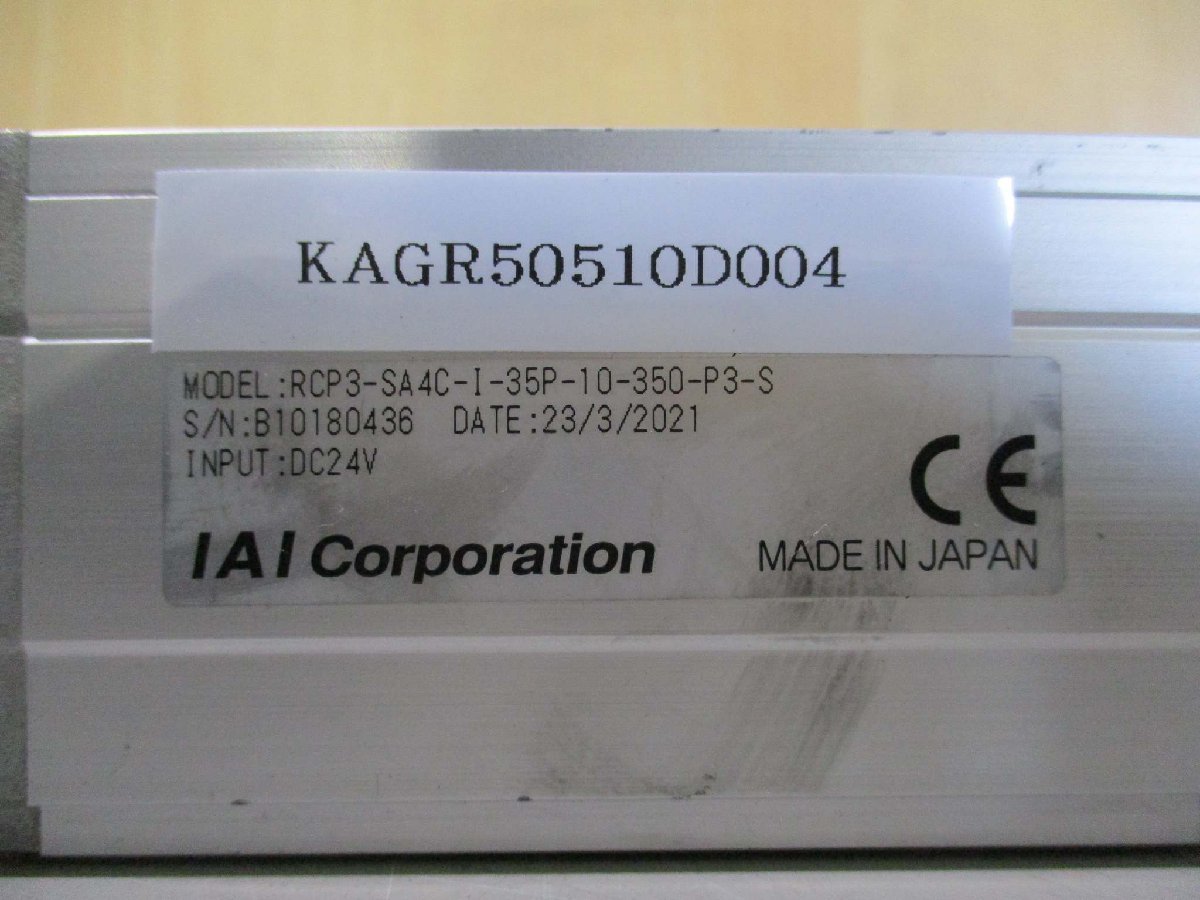 KAGR50510D004
MODEL:RCP3-SA4C-I-35P-10-350-P3-S
S/N:B10180436 DATE:23/3/2021
INPUT:DC24V
CE
IAI Corporation
MADE IN JAPAN